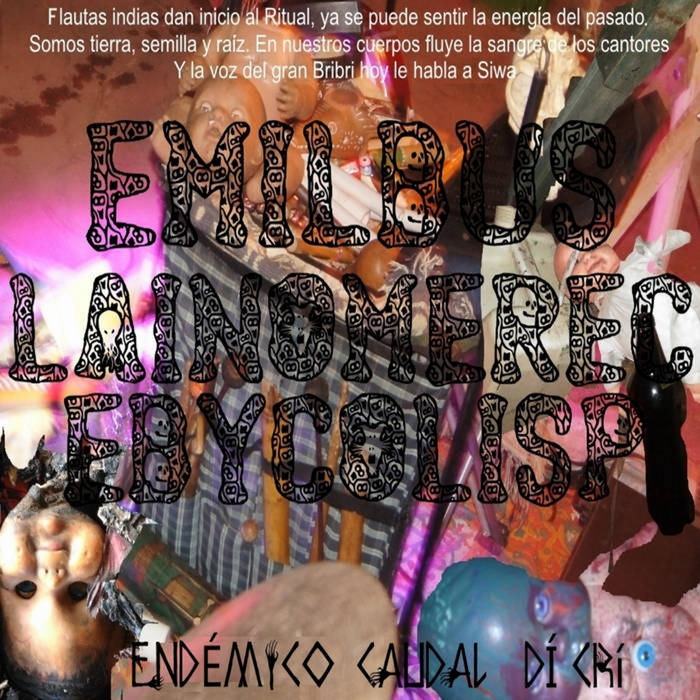 Flautas indias dan inicio al Ritual, ya se puede sentir la energía del pasado.
Somos tierra, semilla y raíz. En nuestros cuerpos fluye la sangre de los cantores
Y la voz del gran Bribri hoy le habla a Siwa
EMILBUS
LAINOMEREC
EBYCOLISP
ENDÉMICO CAUDAL DÍ CRí